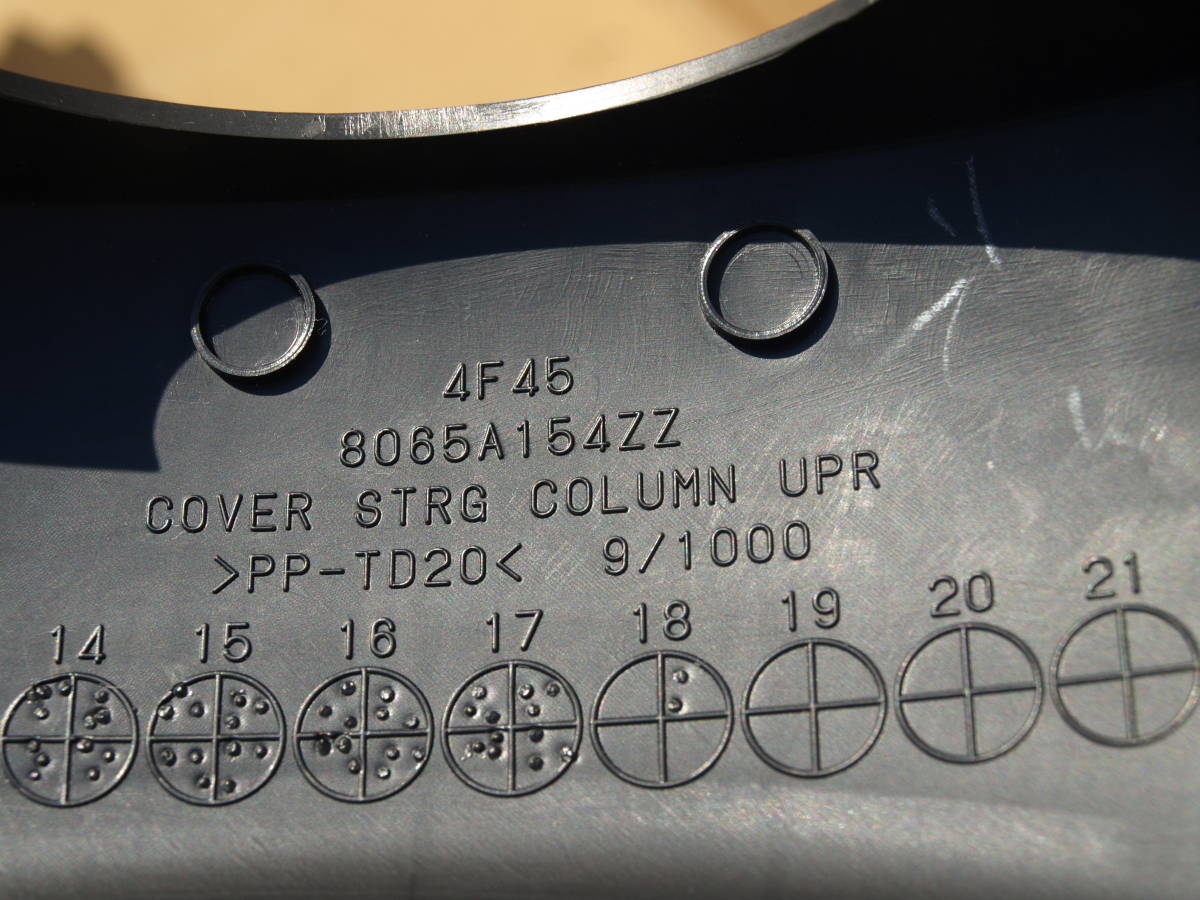 4F45
8065A154ZZ
COVER STRG COLUMN UPR
>PP-TD20< 9/1000
14 15 16 17 18 19 20 21